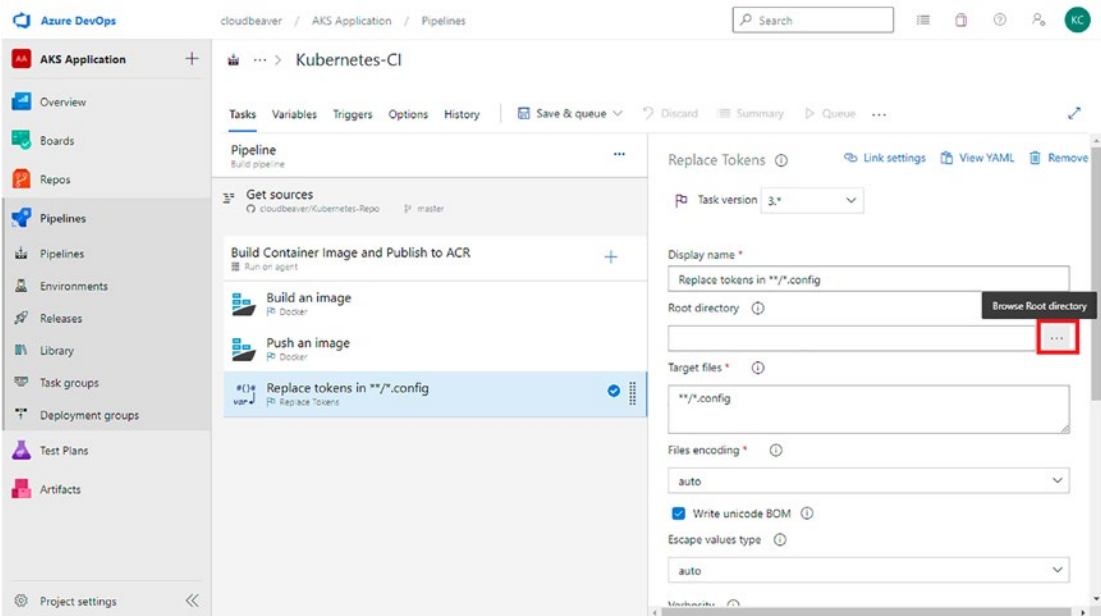 Azure DevOps
cloudbeaver / AKS Application / Pipelines
Search
KC
AA AKS Application
··· > Kubernetes-CI
Overview
Boards
Repos
Pipelines
Pipelines
Environments
Releases
Library
Task groups
Deployment groups
Test Plans
Artifacts
Project settings
Tasks Variables Triggers Options History Save & queue Discard Summary Queue ···
Pipeline ···
Build pipeline
Get sources
cloudbeaver/Kubernetes-Repo master
Build Container Image and Publish to ACR
Run on agent
Build an image
Docker
Push an image
Docker
#{}#
var
Replace tokens in **/*.config
Replace Tokens
Replace Tokens Link settings View YAML Remove
Task version 3.*
Display name *
Replace tokens in **/*.config
Root directory
Browse Root directory
···
Target files *
**/*.config
Files encoding *
auto
Write unicode BOM
Escape values type
auto
Verbosity